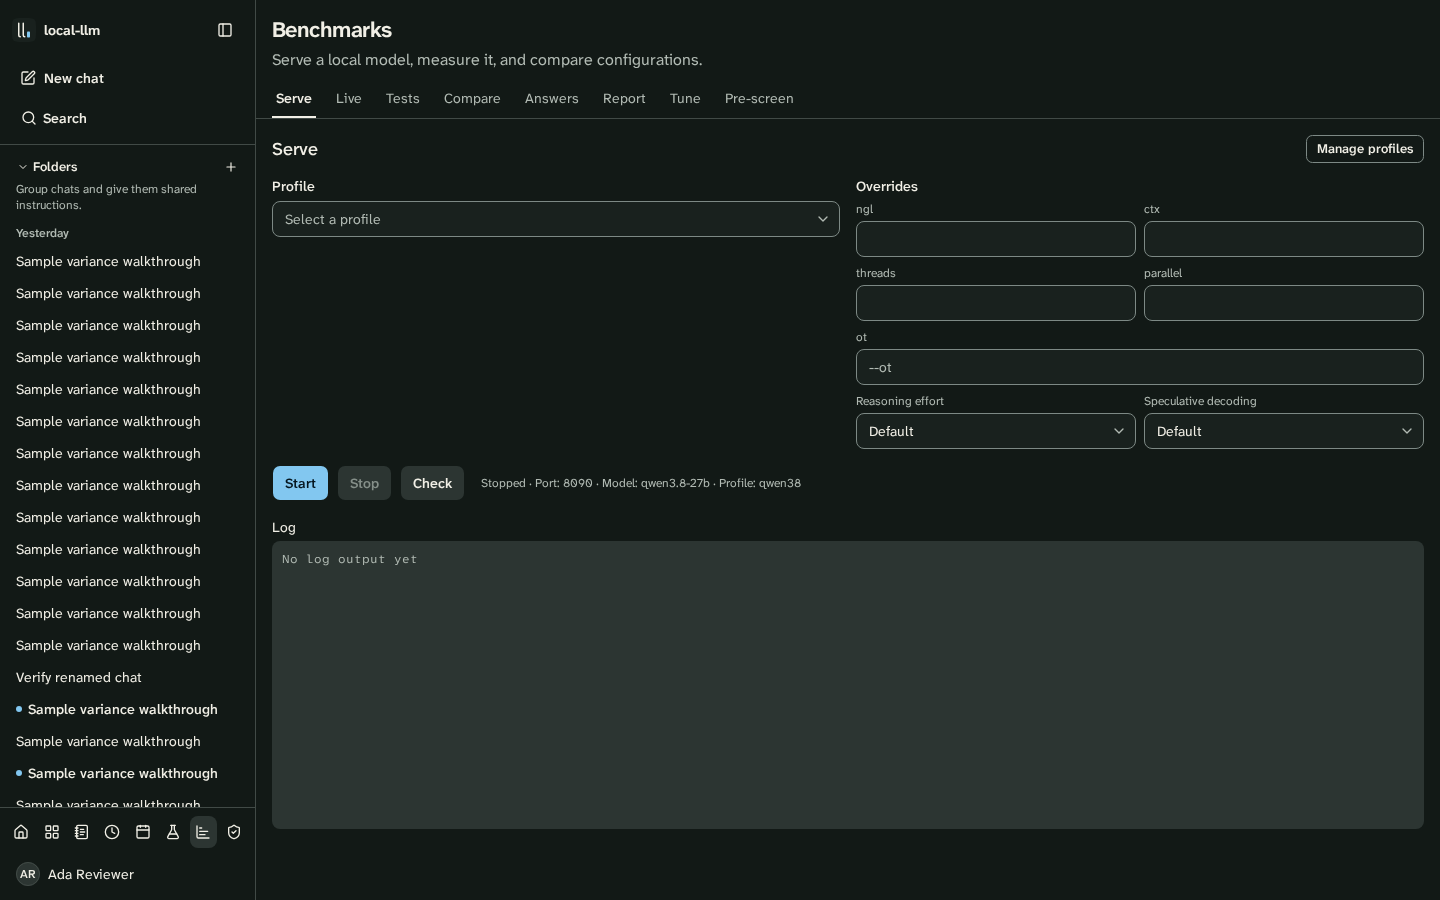 local-llm
New chat
Search
Folders
Group chats and give them shared
instructions.
Yesterday
Sample variance walkthrough
Sample variance walkthrough
Sample variance walkthrough
Sample variance walkthrough
Sample variance walkthrough
Sample variance walkthrough
Sample variance walkthrough
Sample variance walkthrough
Sample variance walkthrough
Sample variance walkthrough
Sample variance walkthrough
Sample variance walkthrough
Sample variance walkthrough
Verify renamed chat
Sample variance walkthrough
Sample variance walkthrough
Sample variance walkthrough
Sample variance walkthrough
AR Ada Reviewer
Benchmarks
Serve a local model, measure it, and compare configurations.
Serve Live Tests Compare Answers Report Tune Pre-screen
Serve
Manage profiles
Profile
Select a profile
Overrides
ngl ctx
threads parallel
ot
--ot
Reasoning effort Speculative decoding
Default Default
Start Stop Check Stopped · Port: 8090 · Model: qwen3.8-27b · Profile: qwen38
Log
No log output yet